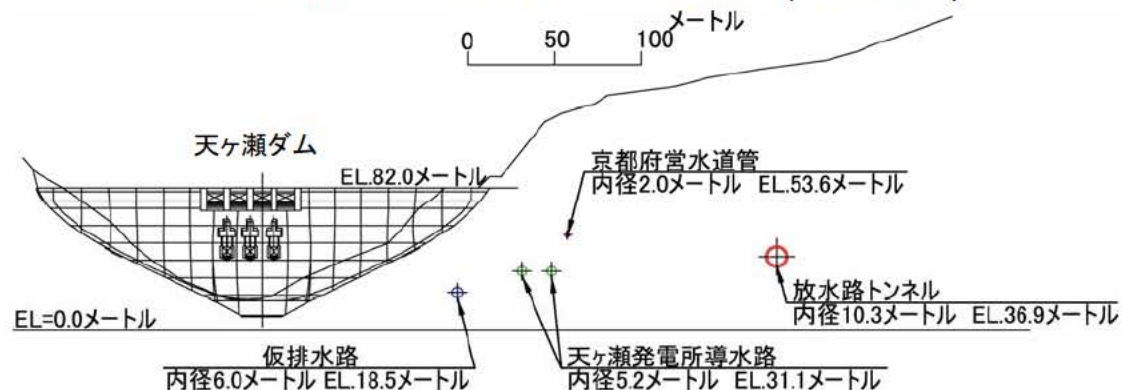 メートル
0 50 100
天ヶ瀬ダム
EL.82.0メートル
京都府営水道管
内径2.0メートル EL.53.6メートル
放水路トンネル
内径10.3メートル EL.36.9メートル
EL=0.0メートル
仮排水路
内径6.0メートル EL.18.5メートル
天ヶ瀬発電所導水路
内径5.2メートル EL.31.1メートル